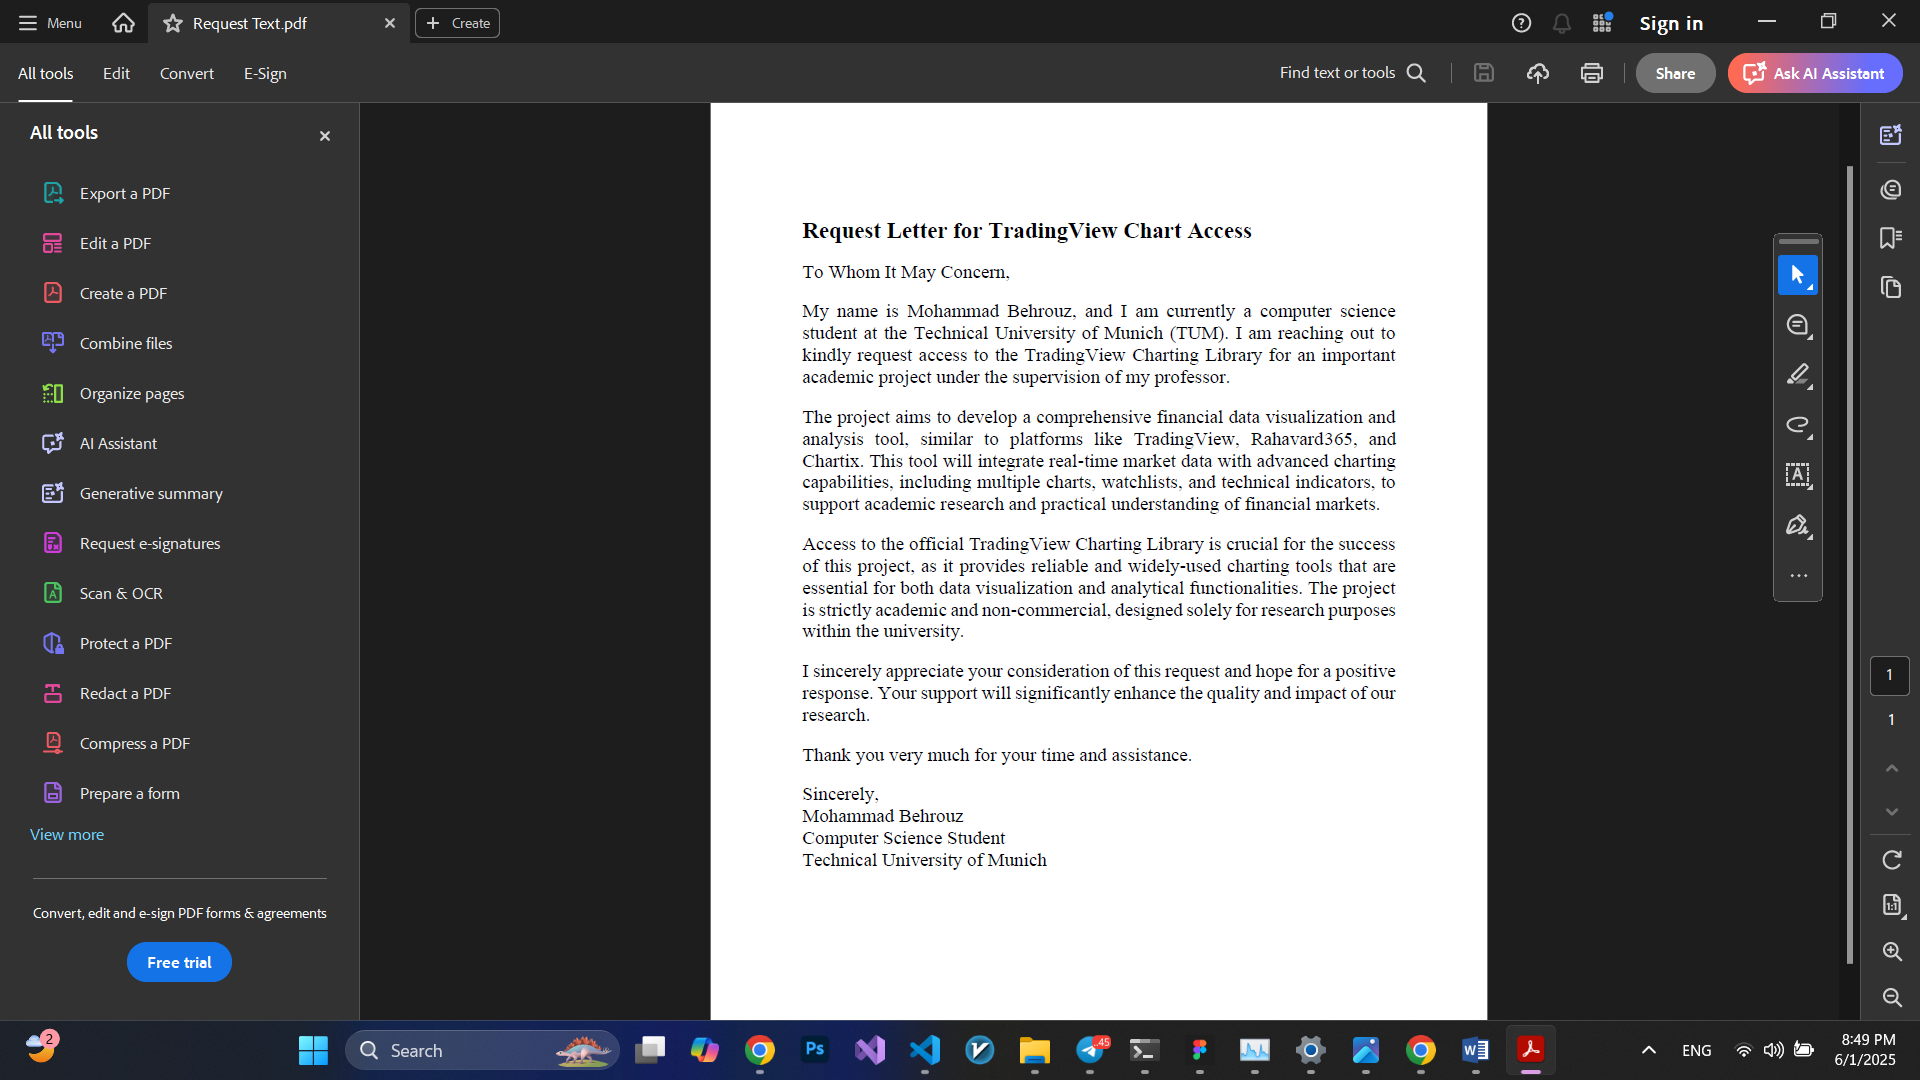 Menu
Request Text.pdf
Create
Sign in
All tools
Edit
Convert
E-Sign
Find text or tools
Share
Ask AI Assistant
All tools
Export a PDF
Edit a PDF
Create a PDF
Combine files
Organize pages
AI Assistant
Generative summary
Request e-signatures
Scan & OCR
Protect a PDF
Redact a PDF
Compress a PDF
Prepare a form
View more
Convert, edit and e-sign PDF forms & agreements
Free trial
Request Letter for TradingView Chart Access
To Whom It May Concern,
My name is Mohammad Behrouz, and I am currently a computer science
student at the Technical University of Munich (TUM). I am reaching out to
kindly request access to the TradingView Charting Library for an important
academic project under the supervision of my professor.
The project aims to develop a comprehensive financial data visualization and
analysis tool, similar to platforms like TradingView, Rahavard365, and
Chartix. This tool will integrate real-time market data with advanced charting
capabilities, including multiple charts, watchlists, and technical indicators, to
support academic research and practical understanding of financial markets.
Access to the official TradingView Charting Library is crucial for the success
of this project, as it provides reliable and widely-used charting tools that are
essential for both data visualization and analytical functionalities. The project
is strictly academic and non-commercial, designed solely for research purposes
within the university.
I sincerely appreciate your consideration of this request and hope for a positive
response. Your support will significantly enhance the quality and impact of our
research.
Thank you very much for your time and assistance.
Sincerely,
Mohammad Behrouz
Computer Science Student
Technical University of Munich
1
1
2
Search
Ps
.45
ENG
8:49 PM
6/1/2025